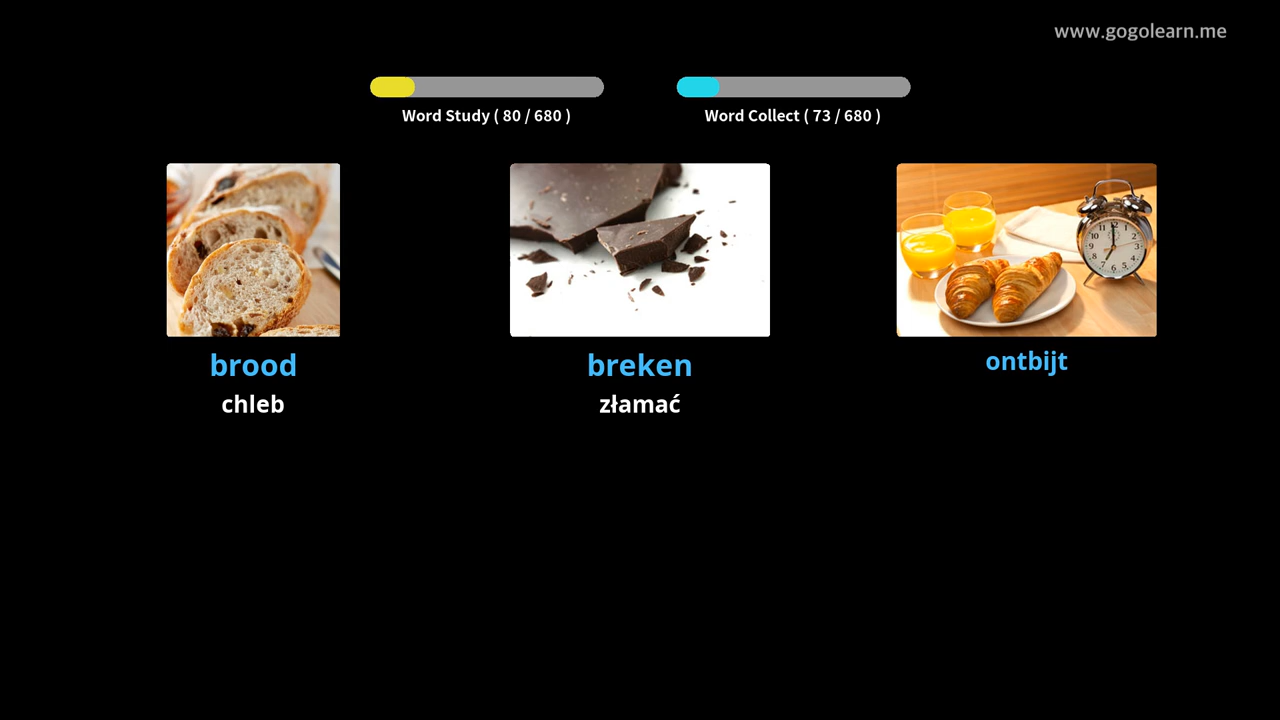 www.gogolearn.me
Word Study ( 80 / 680 )
Word Collect ( 73 / 680 )
brood
breken
ontbijt
chleb
złamać